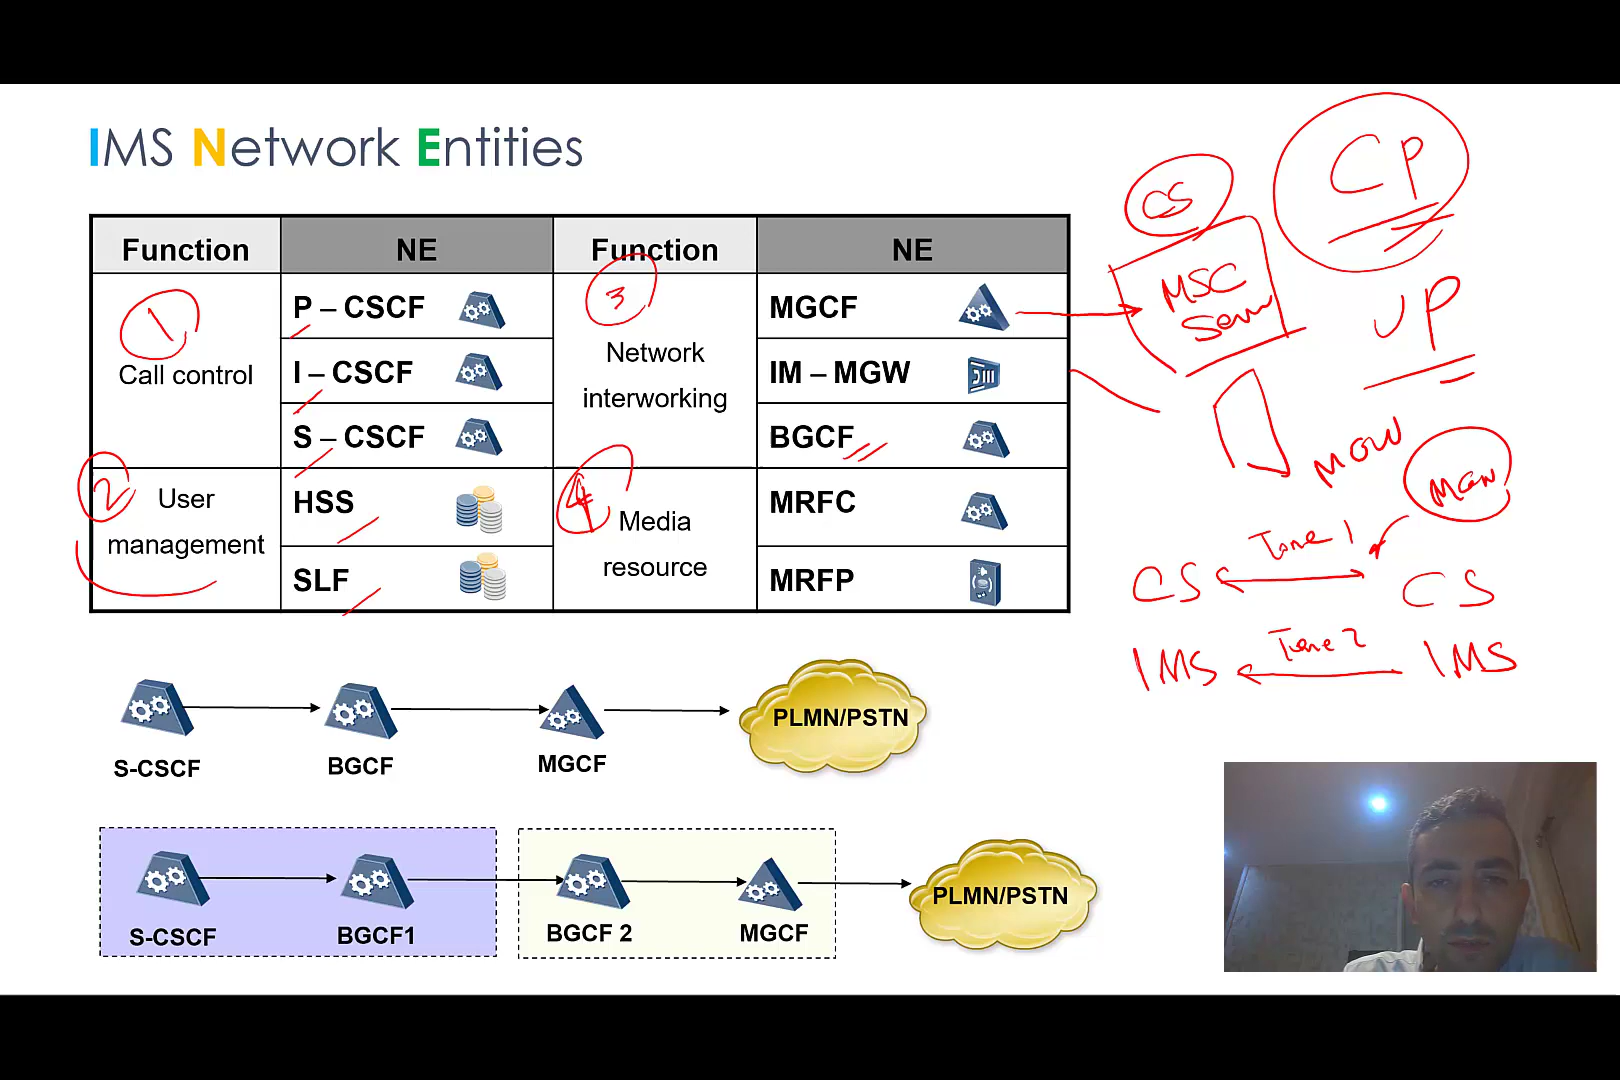 IMS Network Entities
Function NE Function NE
1
Call control
P – CSCF
I – CSCF
S – CSCF
3
Network
interworking
MGCF
IM – MGW
BGCF
2
User
management
HSS
SLF
4
Media
resource
MRFC
MRFP
CS
CP
MSC
UP
MGW
MGW
Tone 1
CS CS
Tone 2
IMS IMS
S-CSCF
BGCF
MGCF
PLMN/PSTN
S-CSCF
BGCF1
BGCF 2
MGCF
PLMN/PSTN